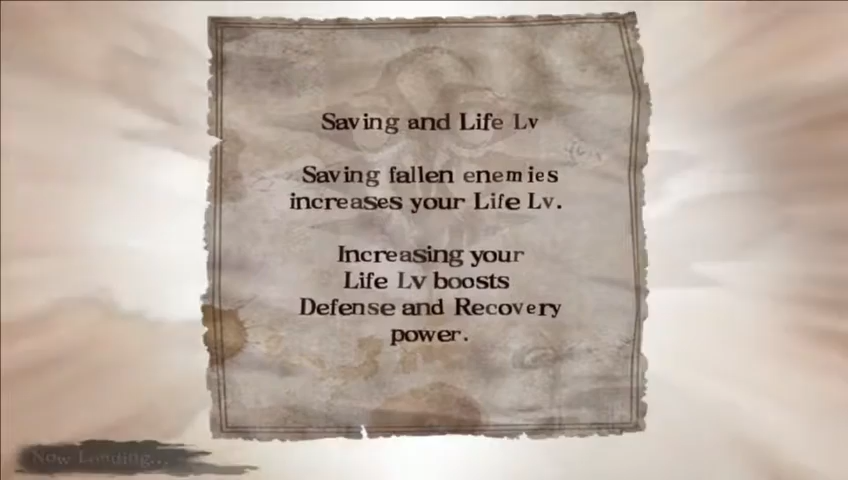 Saving and Life Lv
Saving fallen enemies
increases your Life Lv.
Increasing your
Life Lv boosts
Defense and Recovery
power.
Now Loading...